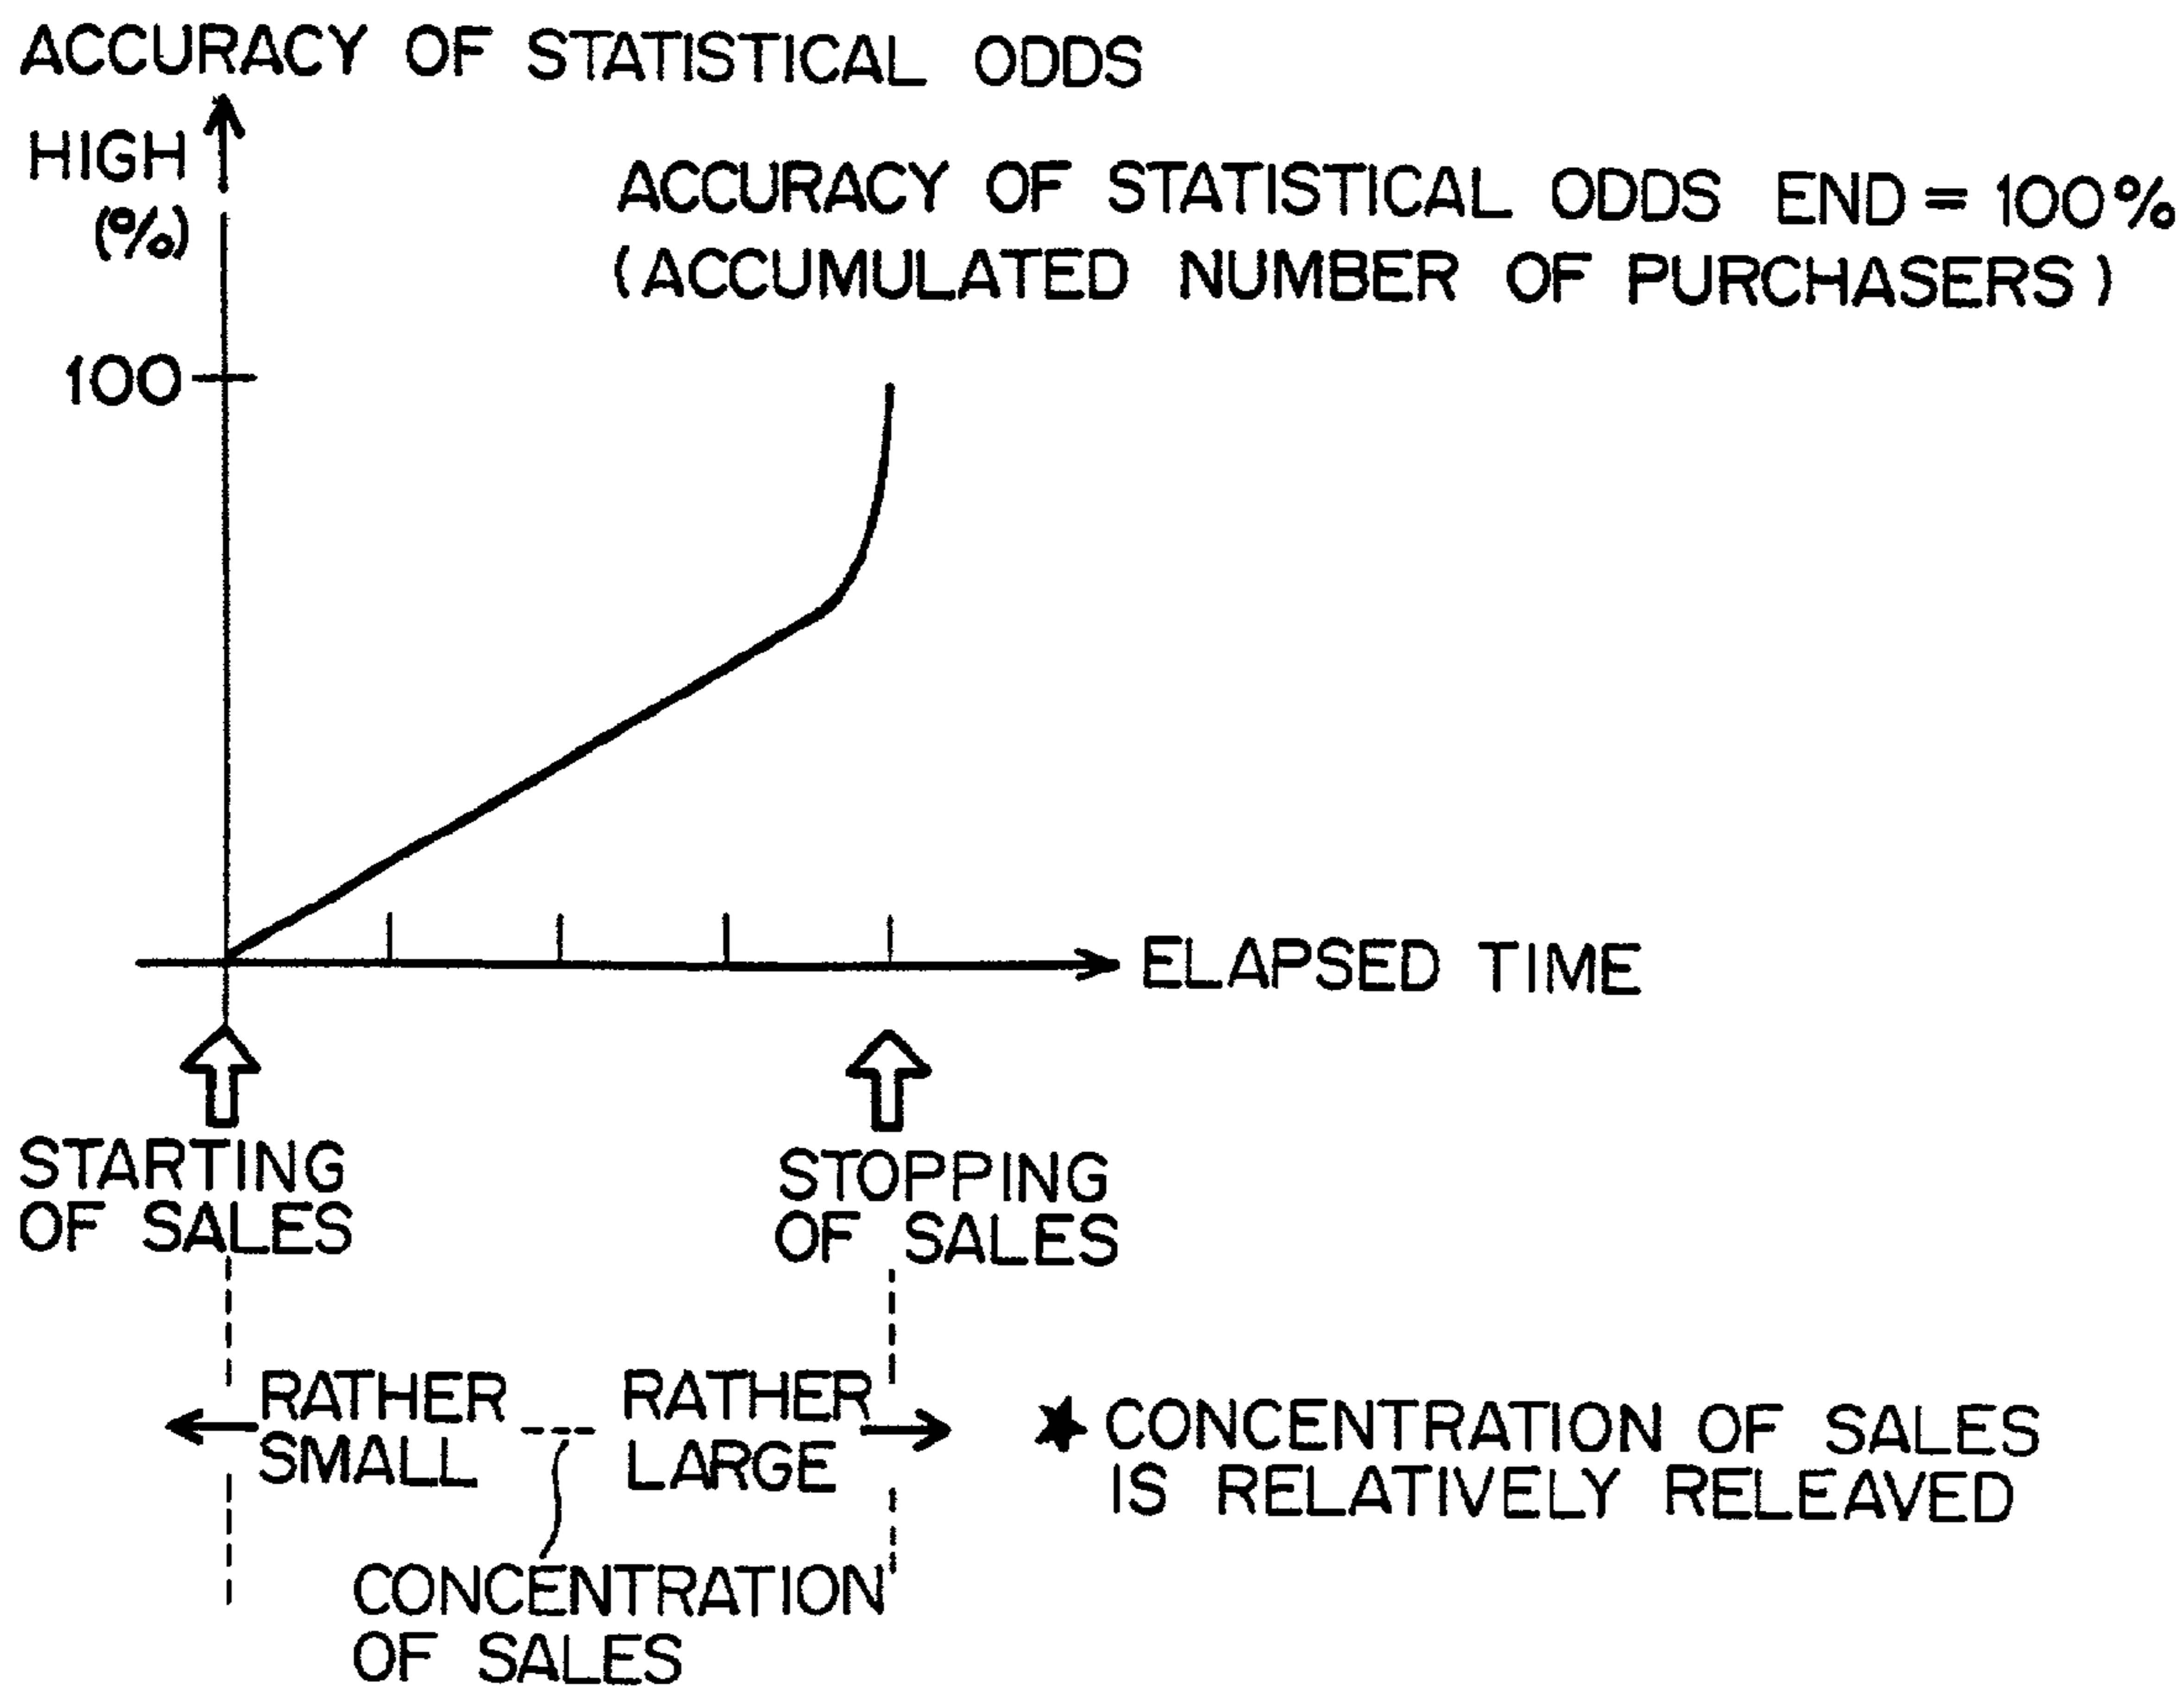 ACCURACY OF STATISTICAL ODDS
HIGH
(%)
ACCURACY OF STATISTICAL ODDS END = 100%
(ACCUMULATED NUMBER OF PURCHASERS)
100
ELAPSED TIME
STARTING
OF SALES
STOPPING
OF SALES
RATHER
SMALL
RATHER
LARGE
★ CONCENTRATION OF SALES
IS RELATIVELY RELEAVED
CONCENTRATION
OF SALES